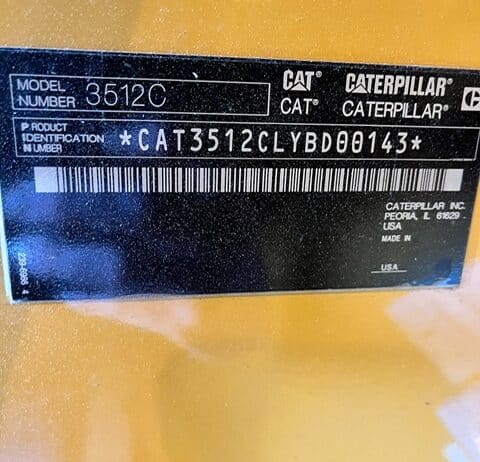 MODEL NUMBER 3512C
CAT® CATERPILLAR®
CAT® CATERPILLAR®
PRODUCT IDENTIFICATION NUMBER *CAT3512CLYBD00143*
CATERPILLAR INC.
PEORIA, IL 61629
USA
MADE IN
USA